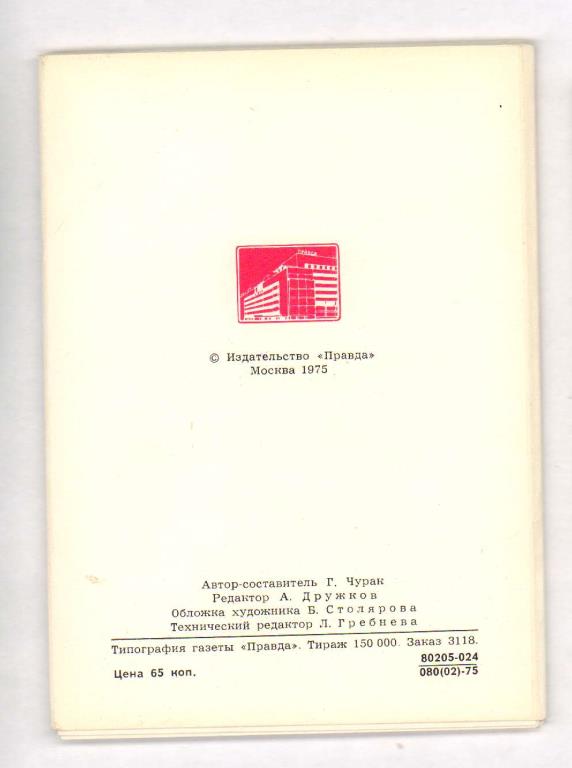 ПРАВДА
© Издательство «Правда»
Москва 1975
Автор-составитель Г. Чурак
Редактор А. Дружков
Обложка художника Б. Столярова
Технический редактор Л. Гребнева
Типография газеты «Правда». Тираж 150 000. Заказ 3118.
80205-024
Цена 65 коп. 080(02)-75